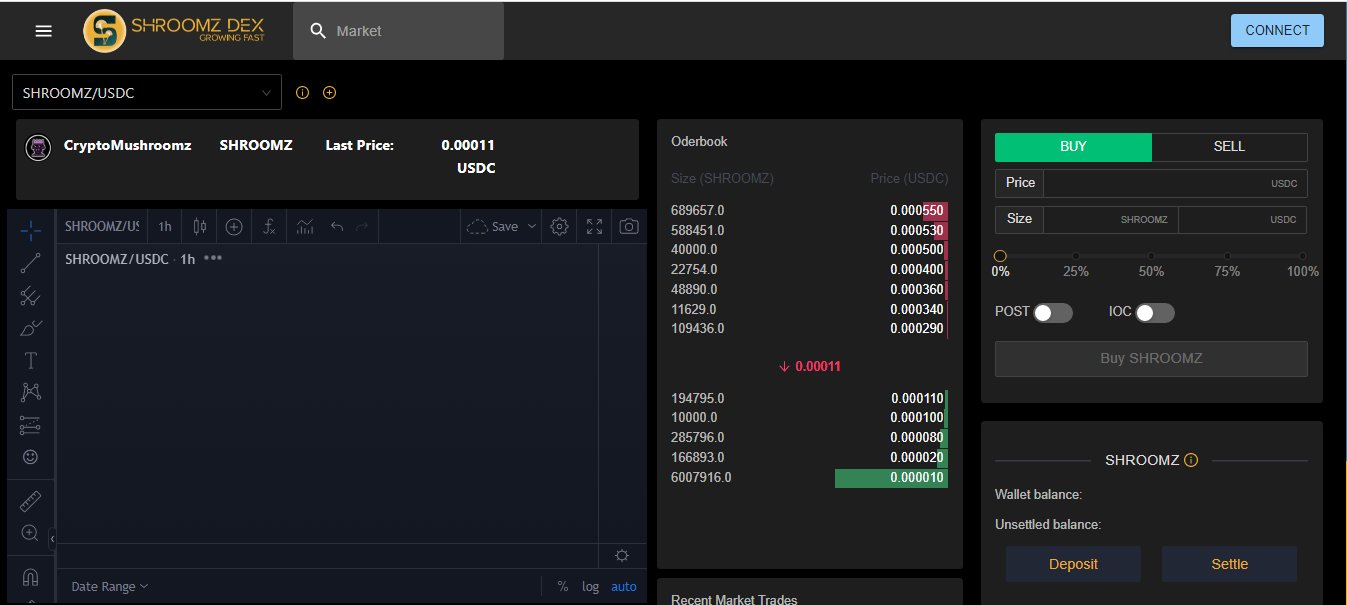 SHROOMZ DEX
GROWING FAST
Market
CONNECT
SHROOMZ/USDC
CryptoMushroomz SHROOMZ Last Price: 0.00011
USDC
SHROOMZ/US 1h Save
SHROOMZ/USDC · 1h
Date Range % log auto
Oderbook
Size (SHROOMZ) Price (USDC)
689657.0 0.000550
588451.0 0.000530
40000.0 0.000500
22754.0 0.000400
48890.0 0.000360
11629.0 0.000340
109436.0 0.000290
↓ 0.00011
194795.0 0.000110
10000.0 0.000100
285796.0 0.000080
166893.0 0.000020
6007916.0 0.000010
Recent Market Trades
BUY SELL
Price USDC
Size SHROOMZ USDC
0% 25% 50% 75% 100%
POST IOC
Buy SHROOMZ
SHROOMZ
Wallet balance:
Unsettled balance:
Deposit Settle